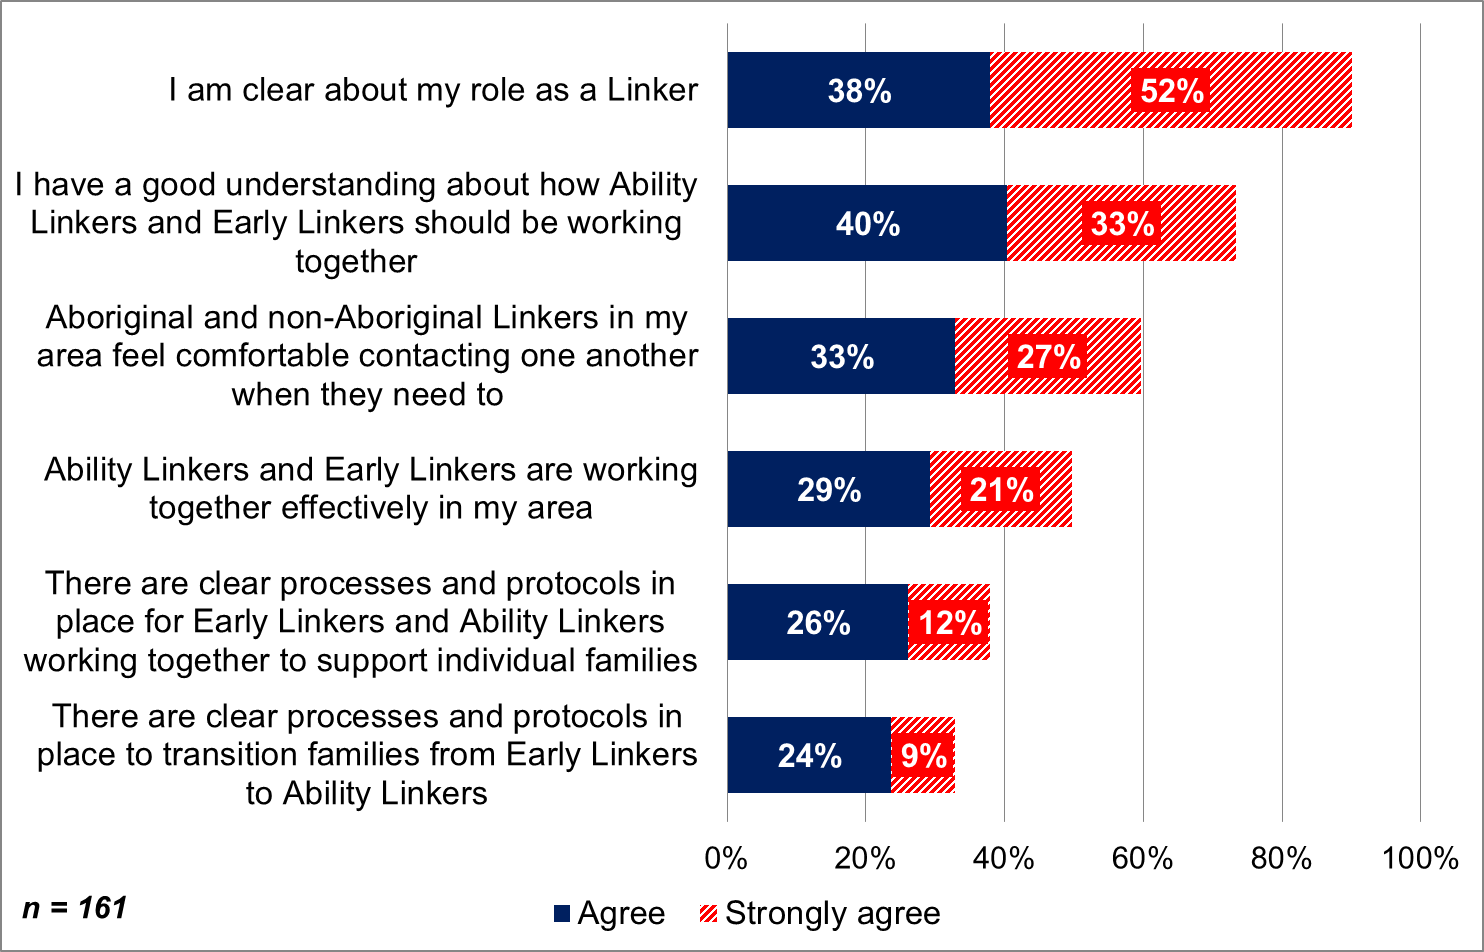 I am clear about my role as a Linker
38%
52%
I have a good understanding about how Ability
Linkers and Early Linkers should be working
together
40%
33%
Aboriginal and non-Aboriginal Linkers in my
area feel comfortable contacting one another
when they need to
33%
27%
Ability Linkers and Early Linkers are working
together effectively in my area
29%
21%
There are clear processes and protocols in
place for Early Linkers and Ability Linkers
working together to support individual families
26%
12%
There are clear processes and protocols in
place to transition families from Early Linkers
to Ability Linkers
24%
9%
0% 20% 40% 60% 80% 100%
n = 161
Agree Strongly agree